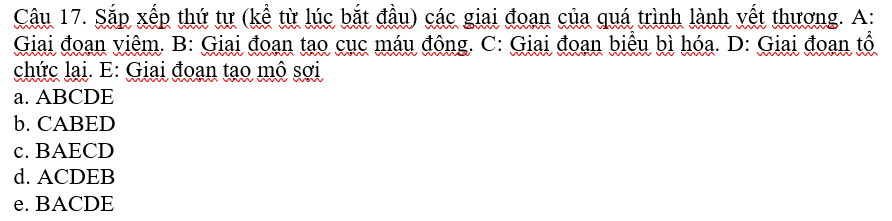 Câu 17. Sắp xếp thứ tự (kể từ lúc bắt đầu) các giai đoạn của quá trình lành vết thương. A:
Giai đoạn viêm. B: Giai đoạn tạo cục máu đông. C: Giai đoạn biểu bì hóa. D: Giai đoạn tổ
chức lại. E: Giai đoạn tạo mô sợi
a. ABCDE
b. CABED
c. BAECD
d. ACDEB
e. BACDE